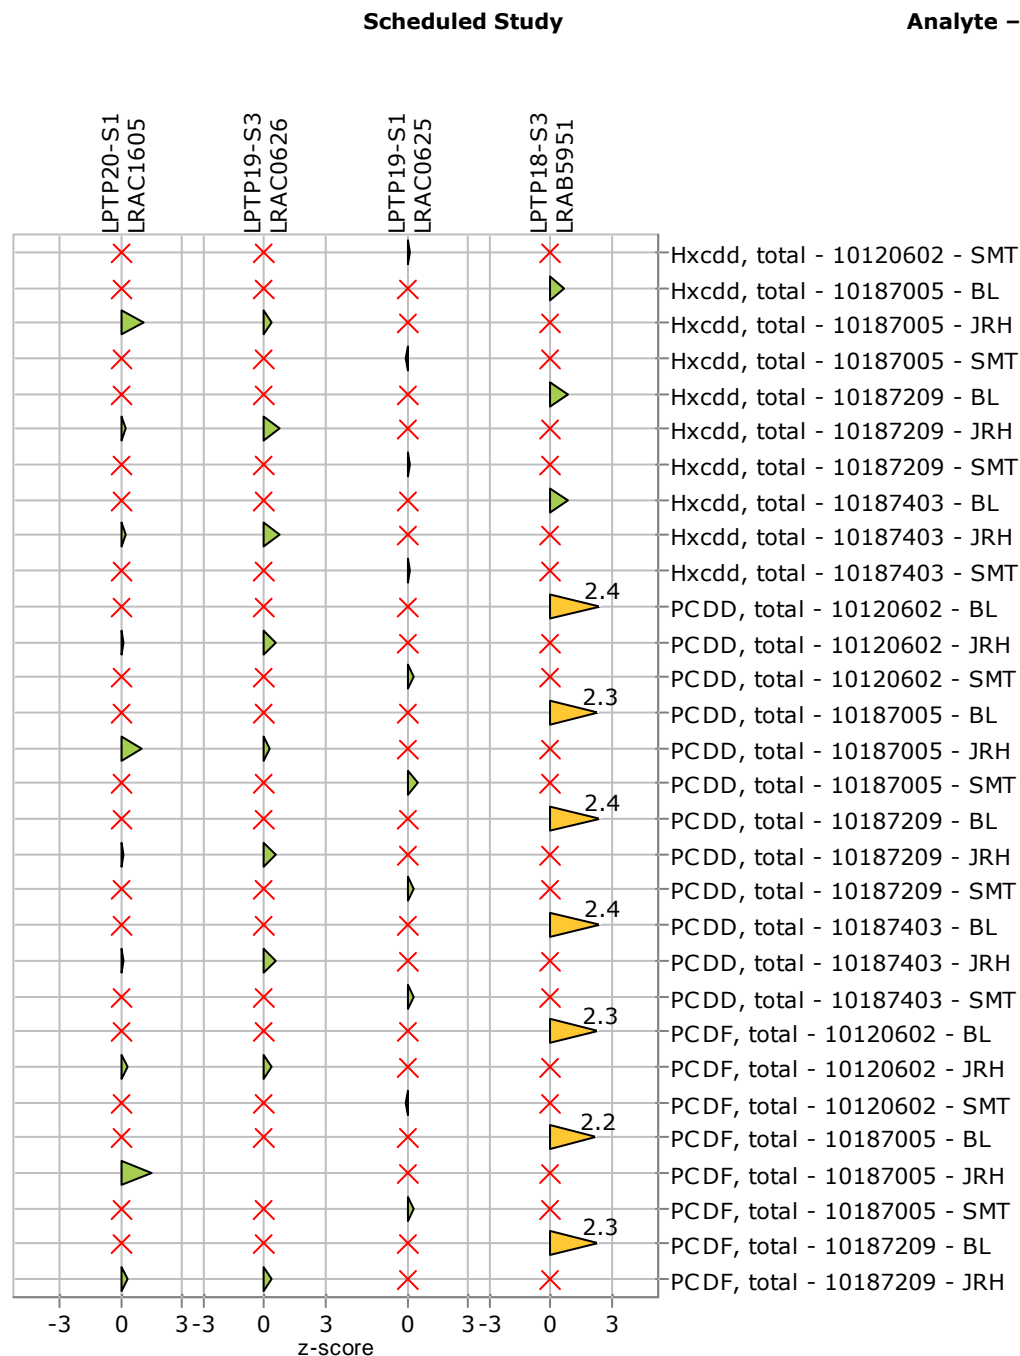 Scheduled Study
Analyte –
LPTP20-S1
LRAC1605
LPTP19-S3
LRAC0626
LPTP19-S1
LRAC0625
LPTP18-S3
LRAB5951
Hxcdd, total - 10120602 - SMT
Hxcdd, total - 10187005 - BL
Hxcdd, total - 10187005 - JRH
Hxcdd, total - 10187005 - SMT
Hxcdd, total - 10187209 - BL
Hxcdd, total - 10187209 - JRH
Hxcdd, total - 10187209 - SMT
Hxcdd, total - 10187403 - BL
Hxcdd, total - 10187403 - JRH
Hxcdd, total - 10187403 - SMT
2.4
PCDD, total - 10120602 - BL
PCDD, total - 10120602 - JRH
PCDD, total - 10120602 - SMT
2.3
PCDD, total - 10187005 - BL
PCDD, total - 10187005 - JRH
PCDD, total - 10187005 - SMT
2.4
PCDD, total - 10187209 - BL
PCDD, total - 10187209 - JRH
PCDD, total - 10187209 - SMT
2.4
PCDD, total - 10187403 - BL
PCDD, total - 10187403 - JRH
PCDD, total - 10187403 - SMT
2.3
PCDF, total - 10120602 - BL
PCDF, total - 10120602 - JRH
PCDF, total - 10120602 - SMT
2.2
PCDF, total - 10187005 - BL
PCDF, total - 10187005 - JRH
PCDF, total - 10187005 - SMT
2.3
PCDF, total - 10187209 - BL
PCDF, total - 10187209 - JRH
-3 0 3 -3 0 3 0 3 -3 0 3
z-score